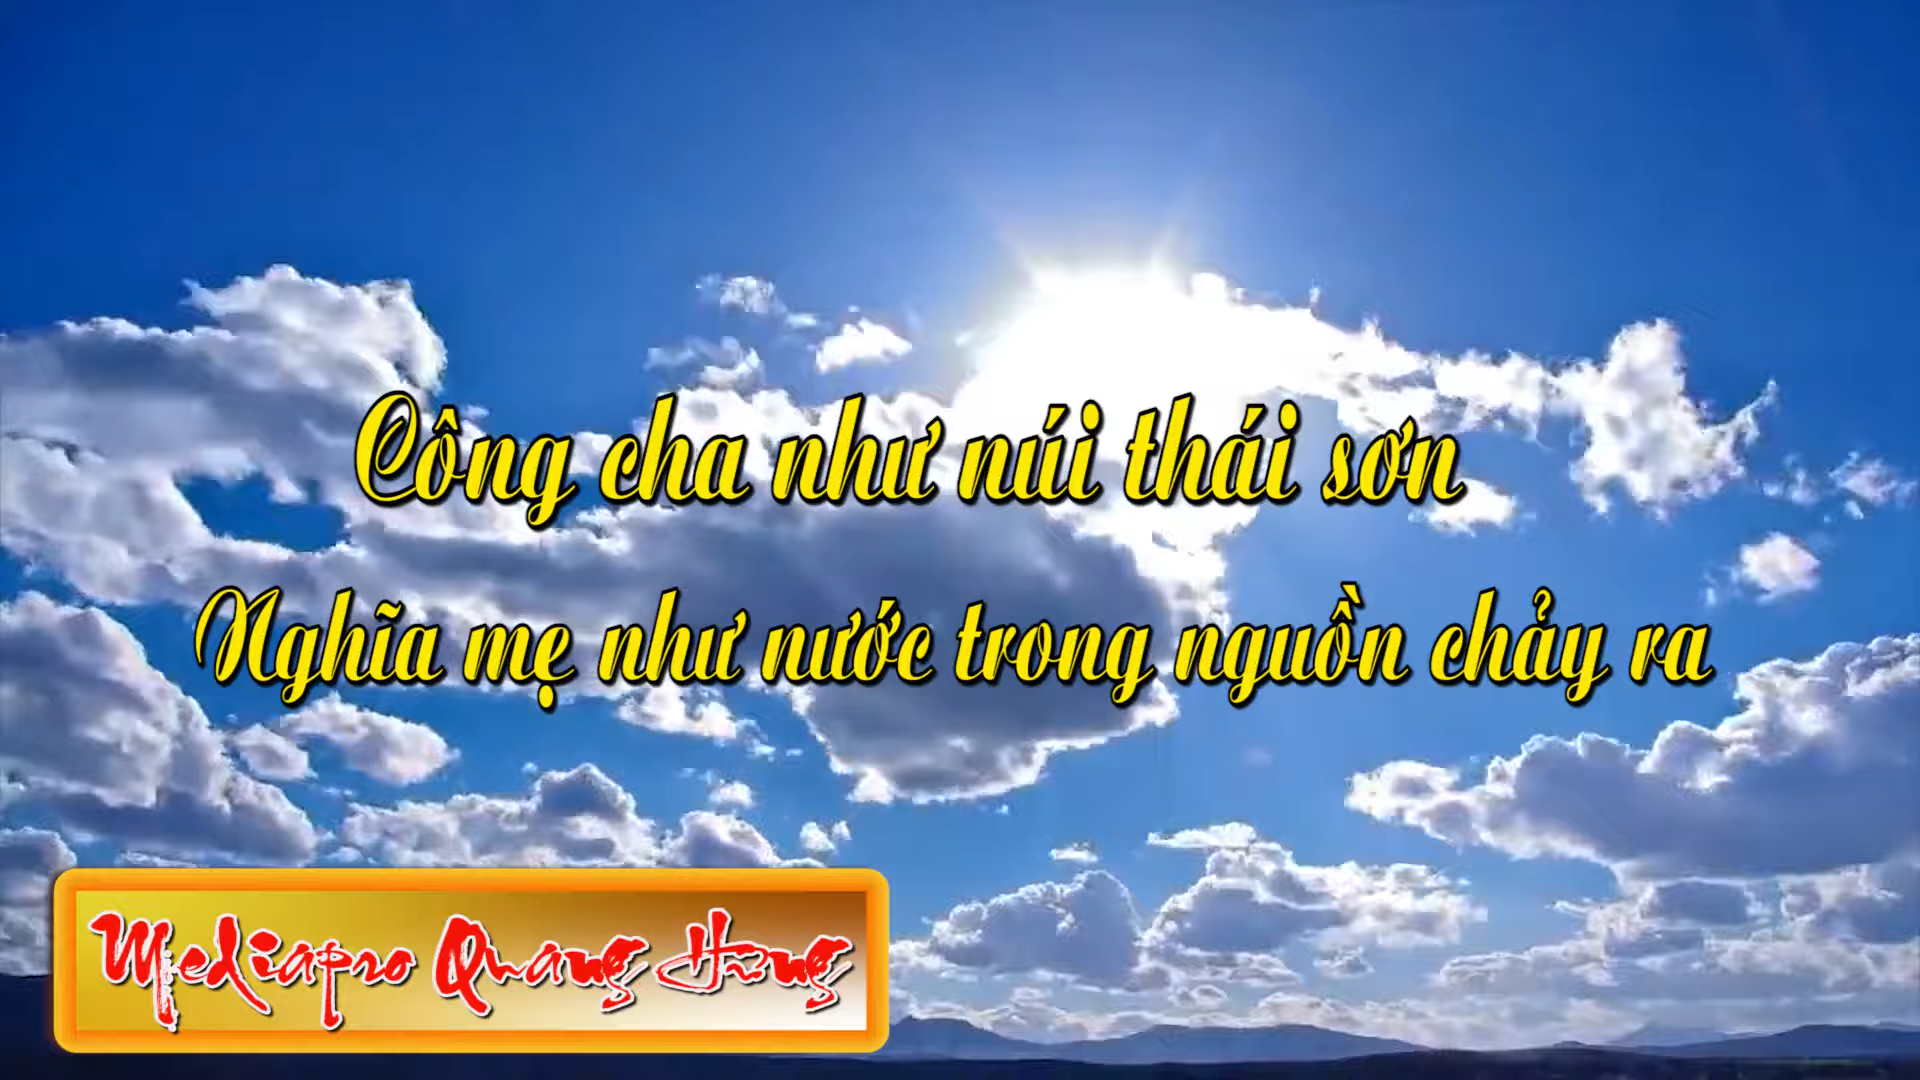 Công cha như núi thái sơn
Nghĩa mẹ như nước trong nguồn chảy ra
Mediapro Quang Hưng